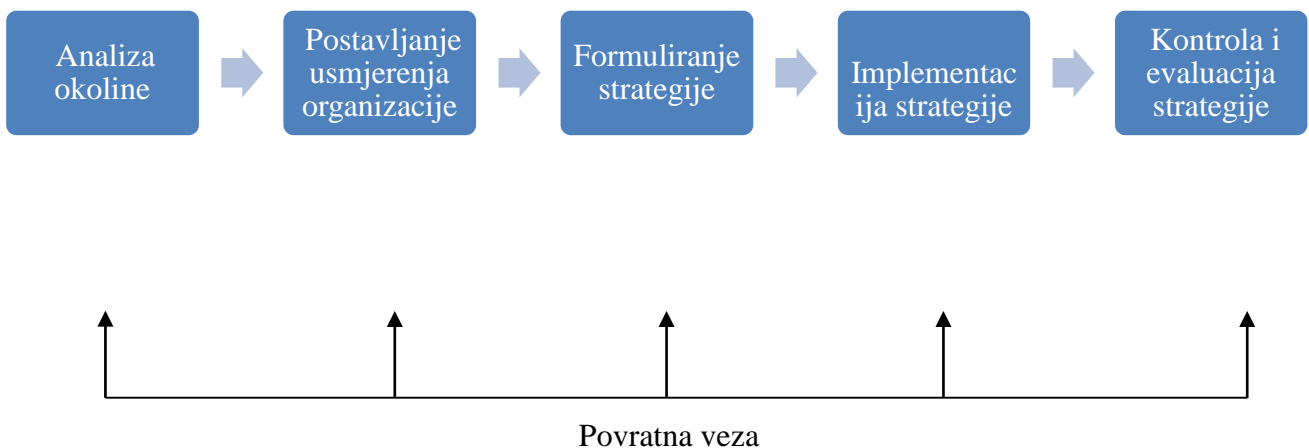 Analiza
okoline
Postavljanje
usmjerenja
organizacije
Formuliranje
strategije
Implementac
ija strategije
Kontrola i
evaluacija
strategije
Povratna veza